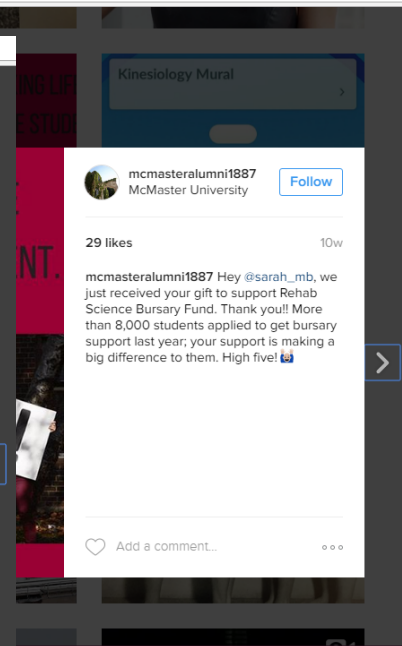 Kinesiology Mural
mcmasteralumni1887
McMaster University
Follow
29 likes
10w
mcmasteralumni1887 Hey @sarah_mb, we
just received your gift to support Rehab
Science Bursary Fund. Thank you!! More
than 8,000 students applied to get bursary
support last year; your support is making a
big difference to them. High five!
NT.
Add a comment...